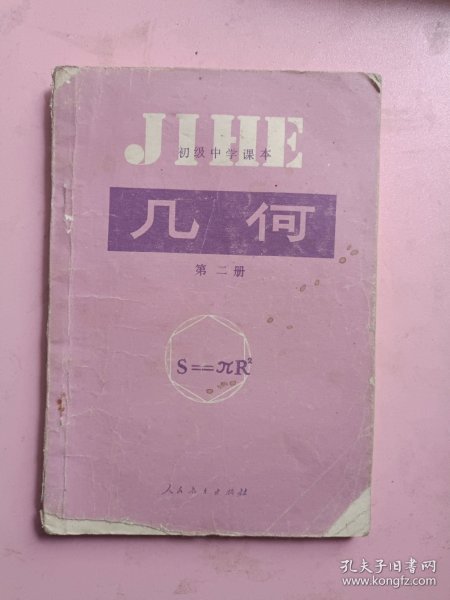 JIHE
初级中学课本
几何
第二册
S=πR²
人民教育出版社
孔夫子旧书网
www.kongfz.com